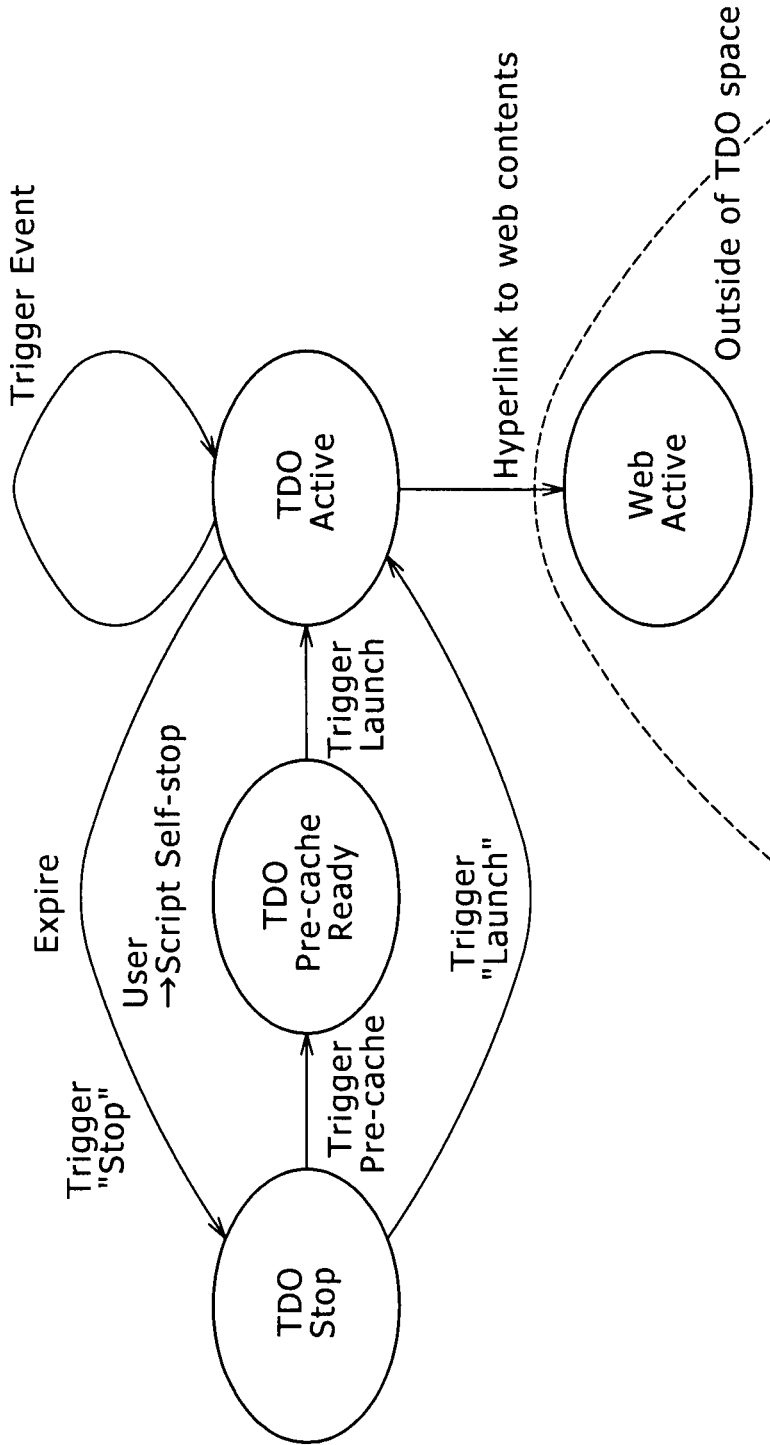 Trigger
"Stop"
Expire
Trigger Event
User
→Script Self-stop
TDO
Stop
Trigger
Pre-cache
TDO
Pre-cache
Ready
Trigger
Launch
TDO
Active
Trigger
"Launch"
Hyperlink to web contents
Web
Active
Outside of TDO space